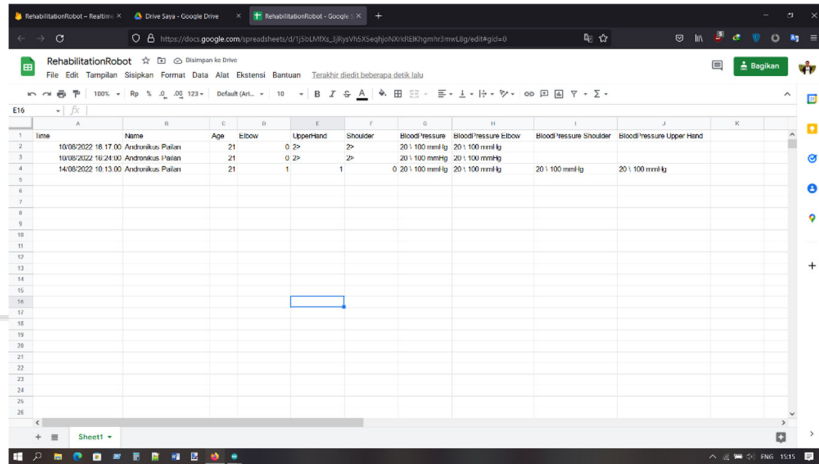 RehabilitationRobot – Realtime
Drive Saya - Google Drive
RehabilitationRobot - Google S
https://docs.google.com/spreadsheets/d/
RehabilitationRobot
Disimpan ke Drive
File Edit Tampilan Sisipkan Format Data Alat Ekstensi Bantuan Terakhir diedit beberapa detik lalu
Bagikan
100% Rp % .0 .00 123 Default (Ari... 10 B I S A
E16 fx
A B C D E F G H I J K
1 Time Name Age Elbow UpperHand Shoulder BloodPressure BloodPressure Elbow BloodPressure Shoulder BloodPressure Upper Hand
2 10/08/2022 16:17:00 Andronikus Pailan 21 0 2> 2> 20 \ 100 mmHg 20 \ 100 mmHg
3 10/08/2022 16:24:00 Andronikus Pailan 21 0 2> 2> 20 \ 100 mmHg 20 \ 100 mmHg
4 14/08/2022 10:13:00 Andronikus Pailan 21 1 1 0 20 \ 100 mmHg 20 \ 100 mmHg 20 \ 100 mmHg 20 \ 100 mmHg
5
6
7
8
9
10
11
12
13
14
15
16
17
18
19
20
21
22
23
24
25
26
Sheet1
ENG 15:15